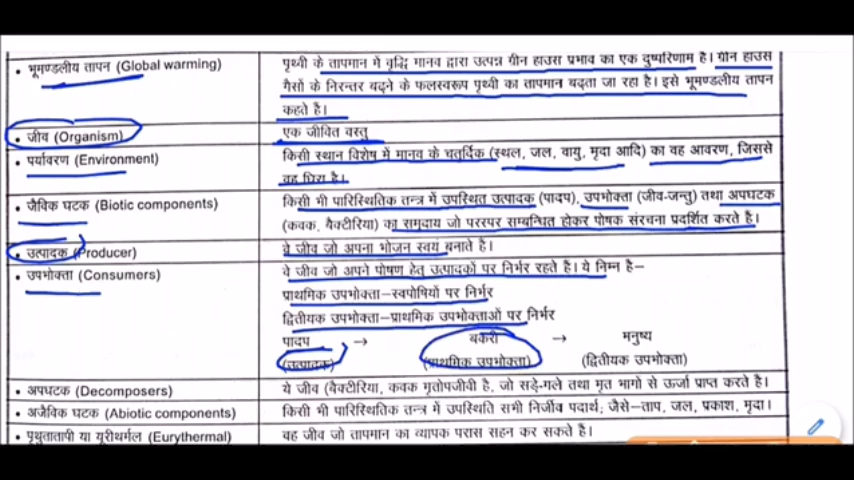 पृथ्वी के तापमान में वृद्धि मानव द्वारा उत्पन्न ग्रीन हाउस प्रभाव का एक दुष्परिणाम है। ग्रीन हाउस
• भूमण्डलीय तापन (Global warming)
गैसों के निरन्तर बढ़ने के फलस्वरूप पृथ्वी का तापमान बढ़ता जा रहा है। इसे भूमण्डलीय तापन
कहते है।
• जीव (Organism) एक जीवित वस्तु
• पर्यावरण (Environment) किसी स्थान विशेष में मानव के चतुर्दिक (स्थल, जल, वायु, मृदा आदि) का वह आवरण, जिससे
वह घिरा है।
• जैविक घटक (Biotic components) किसी भी पारिस्थितिक तन्त्र में उपस्थित उत्पादक (पादप), उपभोक्ता (जीव-जन्तु) तथा अपघटक
(कवक, बैक्टीरिया) का समुदाय जो परस्पर सम्बन्धित होकर पोषक संरचना प्रदर्शित करते है।
• उत्पादक (Producer) वे जीव जो अपना भोजन स्वयं बनाते है।
• उपभोक्ता (Consumers) वे जीव जो अपने पोषण हेतु उत्पादकों पर निर्भर रहते है। ये निम्न है–
प्राथमिक उपभोक्ता–स्वपोषियों पर निर्भर
द्वितीयक उपभोक्ता–प्राथमिक उपभोक्ताओं पर निर्भर
पादप → बकरी → मनुष्य
(उत्पादक) (प्राथमिक उपभोक्ता) (द्वितीयक उपभोक्ता)
• अपघटक (Decomposers) ये जीव (बैक्टीरिया, कवक मृतोपजीवी है, जो सड़े-गले तथा मृत भागो से ऊर्जा प्राप्त करते है।
• अजैविक घटक (Abiotic components) किसी भी पारिस्थितिक तन्त्र में उपस्थिति सभी निर्जीव पदार्थ; जैसे–ताप, जल, प्रकाश, मृदा।
• पृथुतातापी या यूरीथर्मल (Eurythermal) वह जीव जो तापमान का व्यापक परास सहन कर सकते है।